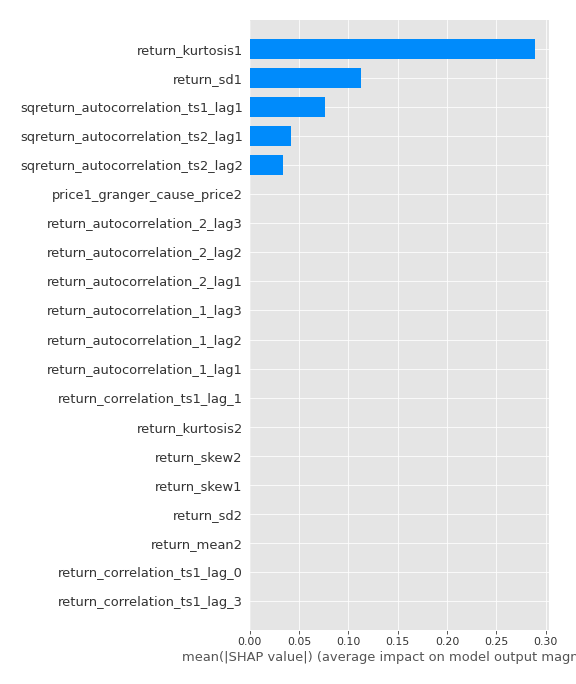 return_kurtosis1
return_sd1
sqreturn_autocorrelation_ts1_lag1
sqreturn_autocorrelation_ts2_lag1
sqreturn_autocorrelation_ts2_lag2
price1_granger_cause_price2
return_autocorrelation_2_lag3
return_autocorrelation_2_lag2
return_autocorrelation_2_lag1
return_autocorrelation_1_lag3
return_autocorrelation_1_lag2
return_autocorrelation_1_lag1
return_correlation_ts1_lag_1
return_kurtosis2
return_skew2
return_skew1
return_sd2
return_mean2
return_correlation_ts1_lag_0
return_correlation_ts1_lag_3
0.00 0.05 0.10 0.15 0.20 0.25 0.30
mean(|SHAP value|) (average impact on model output magn